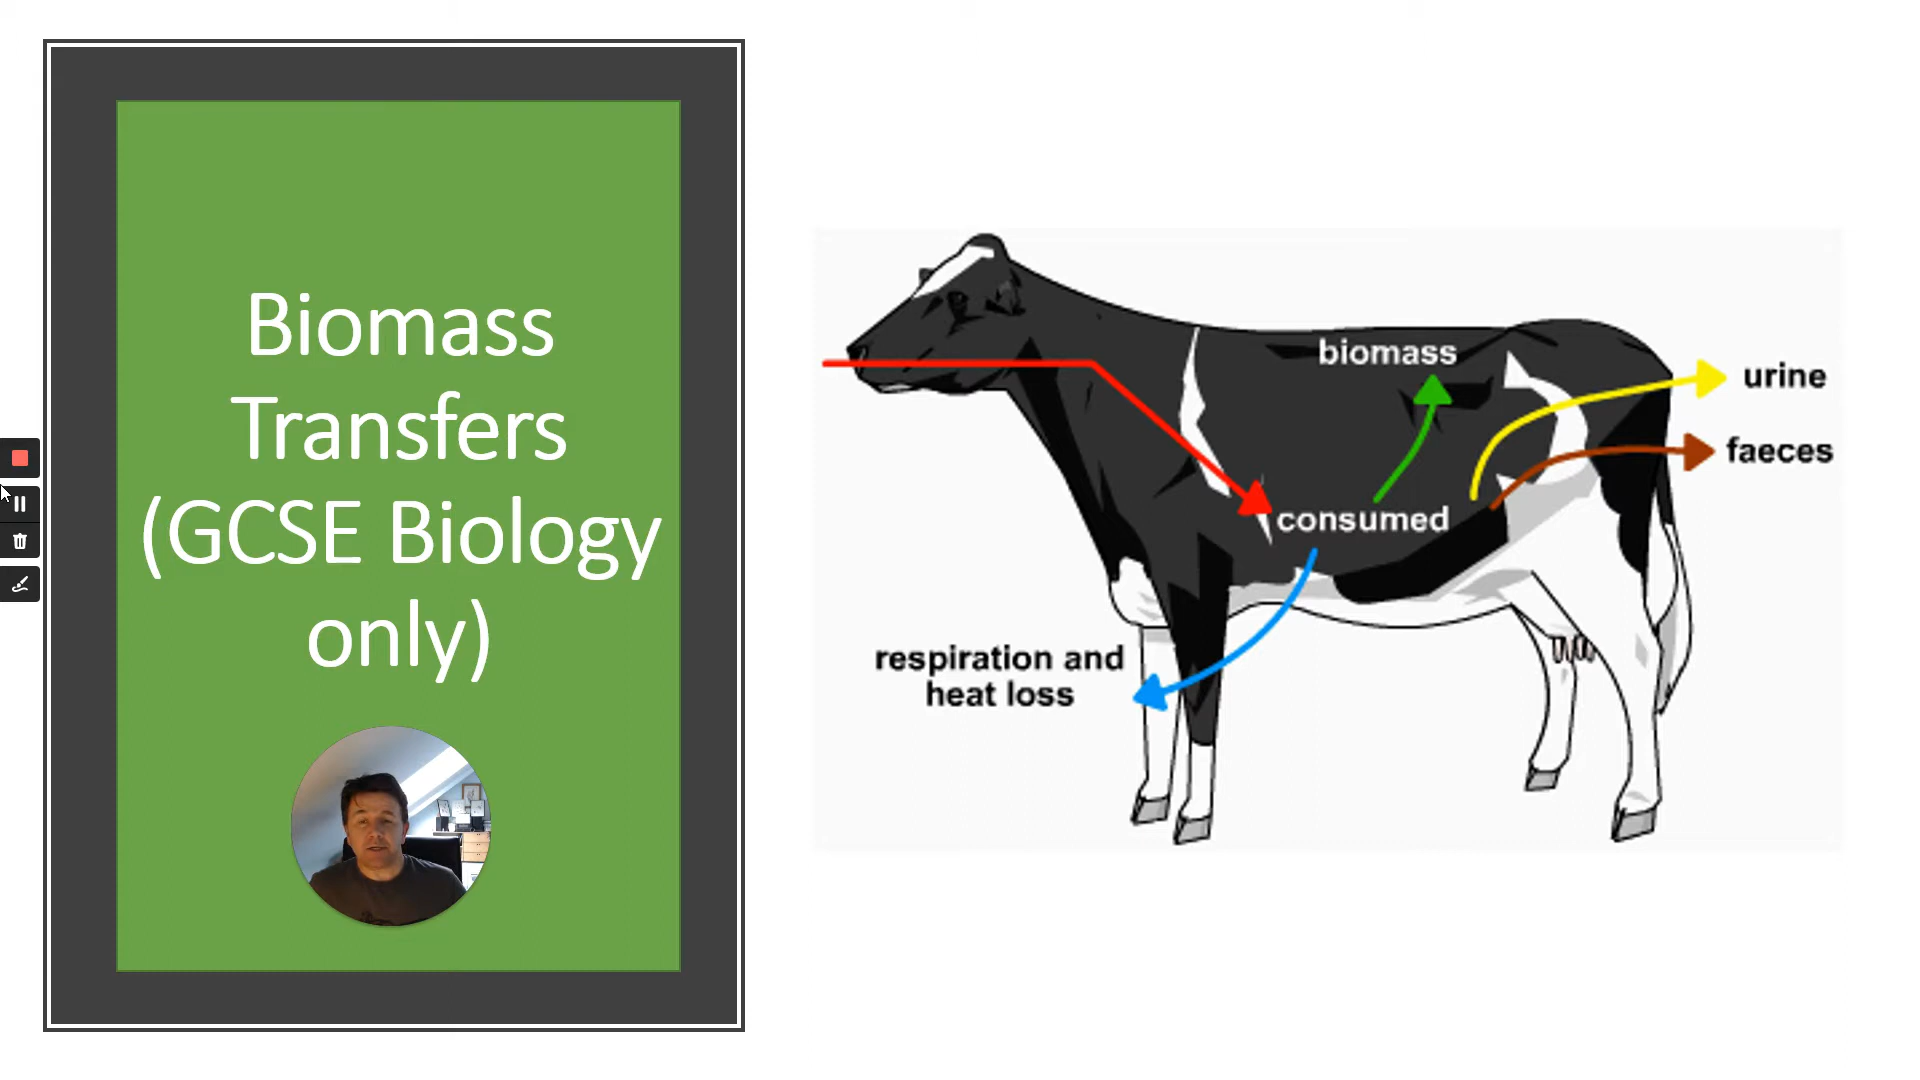 Biomass
Transfers
(GCSE Biology
only)
biomass
urine
faeces
consumed
respiration and
heat loss